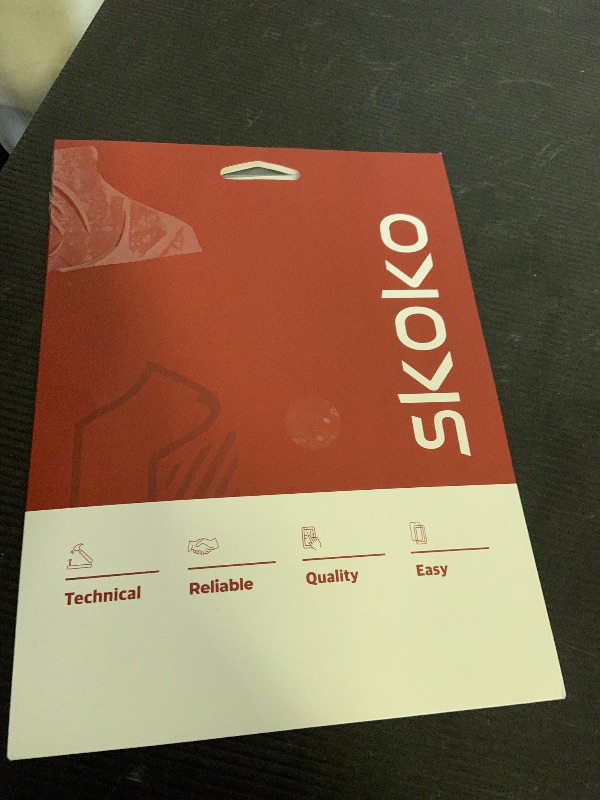 skoko
Technical
Reliable
Quality
Easy